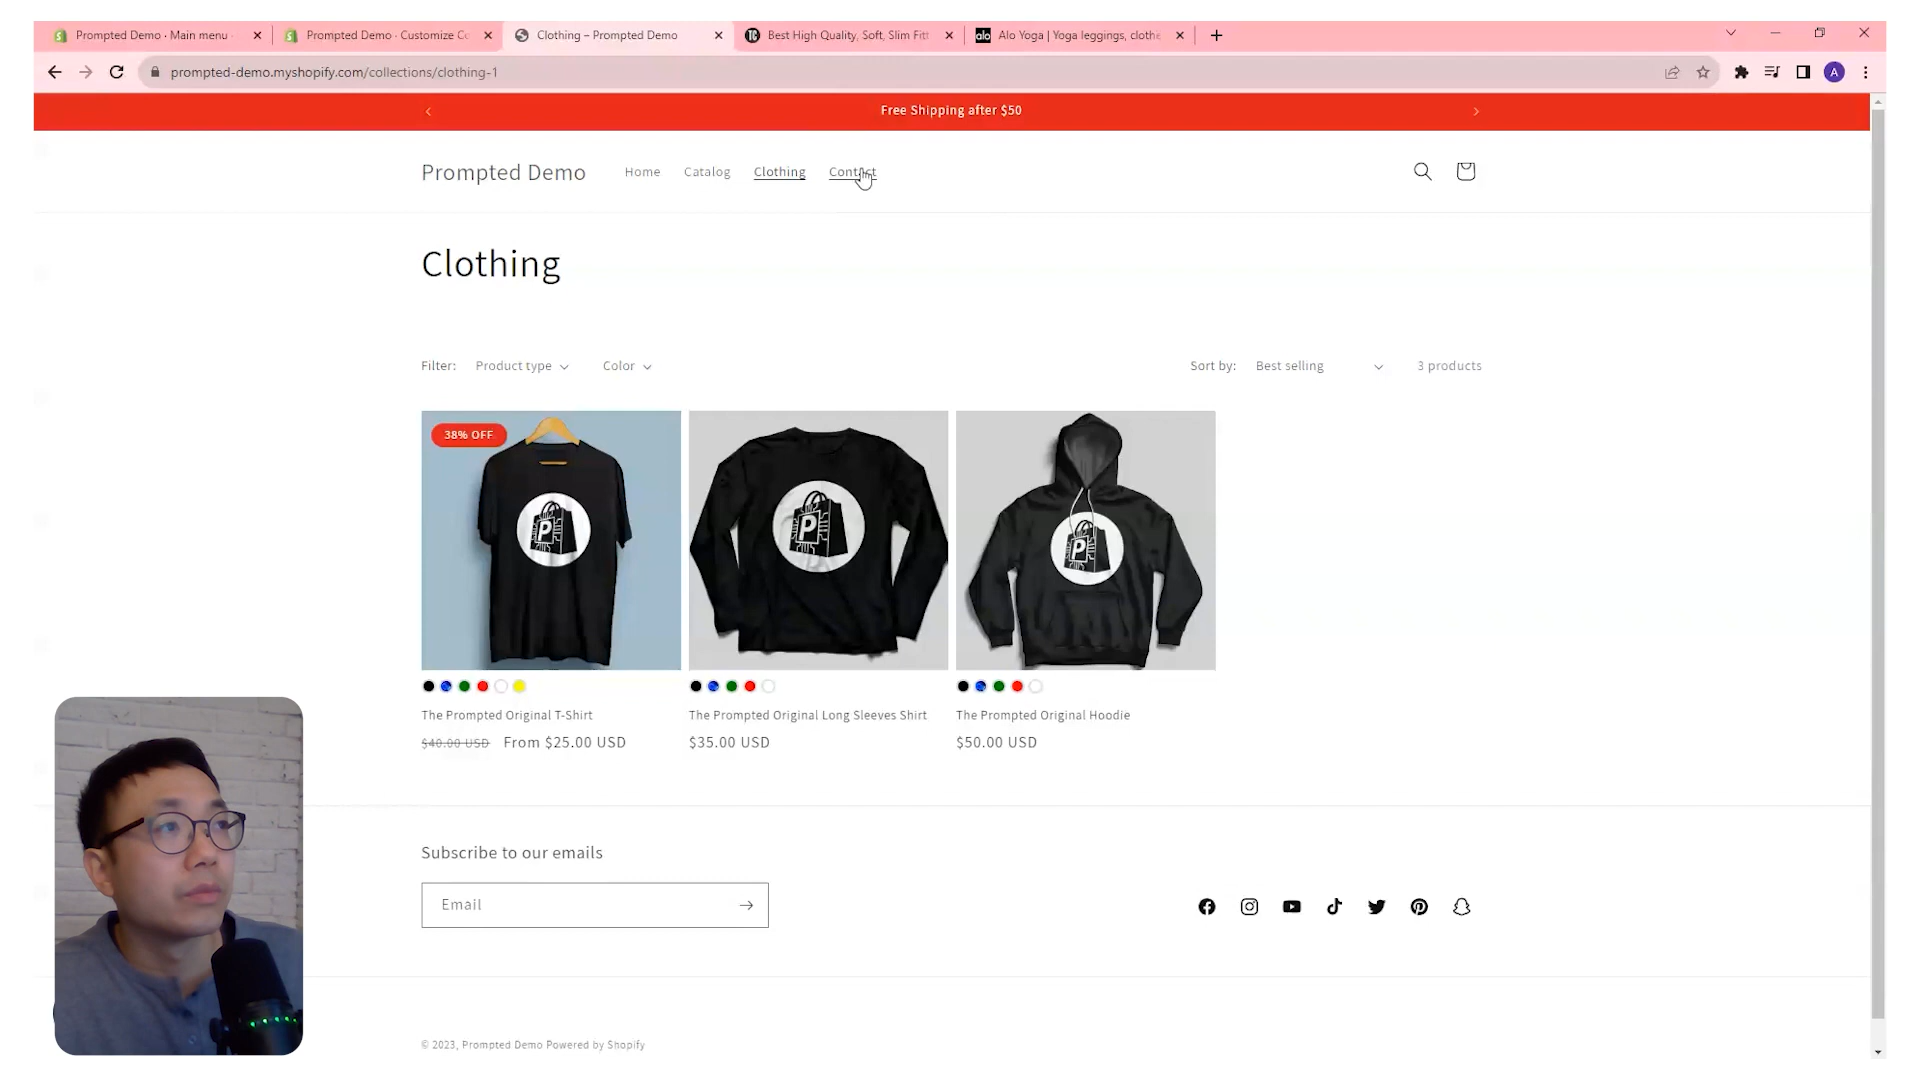 Prompted Demo · Main menu ·
Prompted Demo · Customize Co
Clothing – Prompted Demo
TC
Best High Quality, Soft, Slim Fitt
alo
Alo Yoga | Yoga leggings, clothe
prompted-demo.myshopify.com/collections/clothing-1
A
Free Shipping after $50
Prompted Demo
Home
Catalog
Clothing
Contact
Clothing
Filter:
Product type
Color
Sort by:
Best selling
3 products
38% OFF
P
P
P
The Prompted Original T-Shirt
The Prompted Original Long Sleeves Shirt
The Prompted Original Hoodie
$40.00 USD From $25.00 USD
$35.00 USD
$50.00 USD
Subscribe to our emails
Email
© 2023, Prompted Demo Powered by Shopify